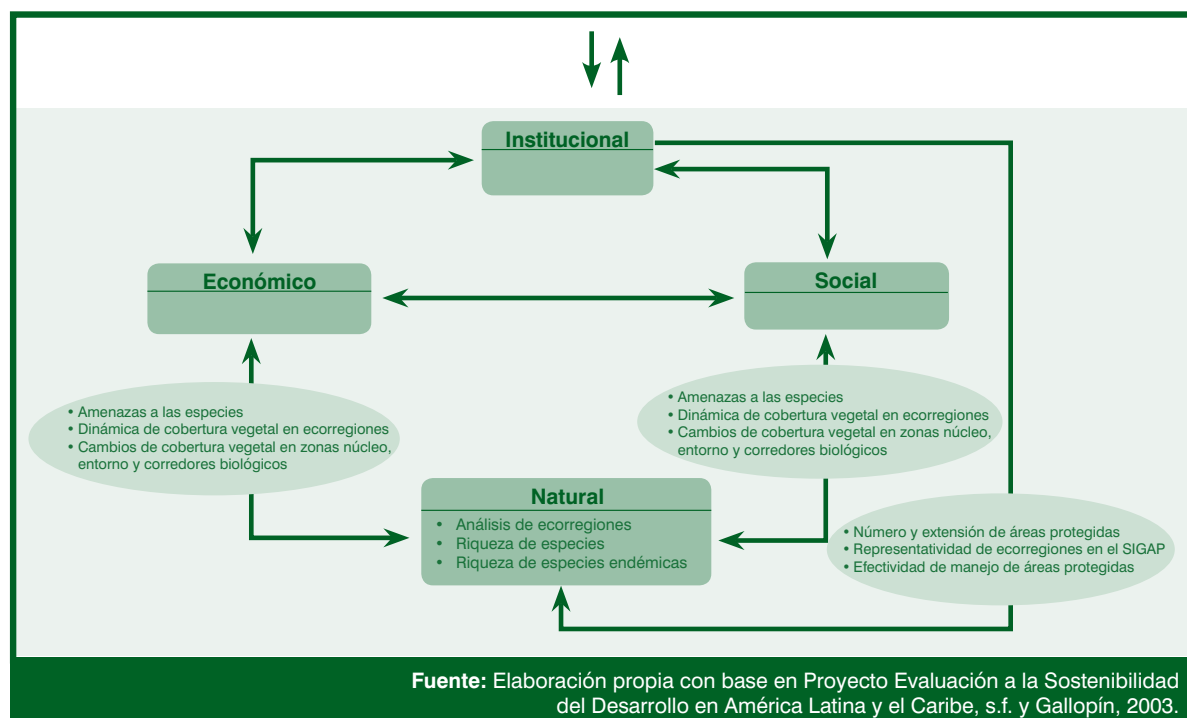 Institucional
Económico
Social
• Amenazas a las especies
• Dinámica de cobertura vegetal en ecorregiones
• Cambios de cobertura vegetal en zonas núcleo,
entorno y corredores biológicos
• Amenazas a las especies
• Dinámica de cobertura vegetal en ecorregiones
• Cambios de cobertura vegetal en zonas núcleo,
entorno y corredores biológicos
Natural
• Análisis de ecorregiones
• Riqueza de especies
• Riqueza de especies endémicas
• Número y extensión de áreas protegidas
• Representatividad de ecorregiones en el SIGAP
• Efectividad de manejo de áreas protegidas
Fuente: Elaboración propia con base en Proyecto Evaluación a la Sostenibilidad
del Desarrollo en América Latina y el Caribe, s.f. y Gallopín, 2003.